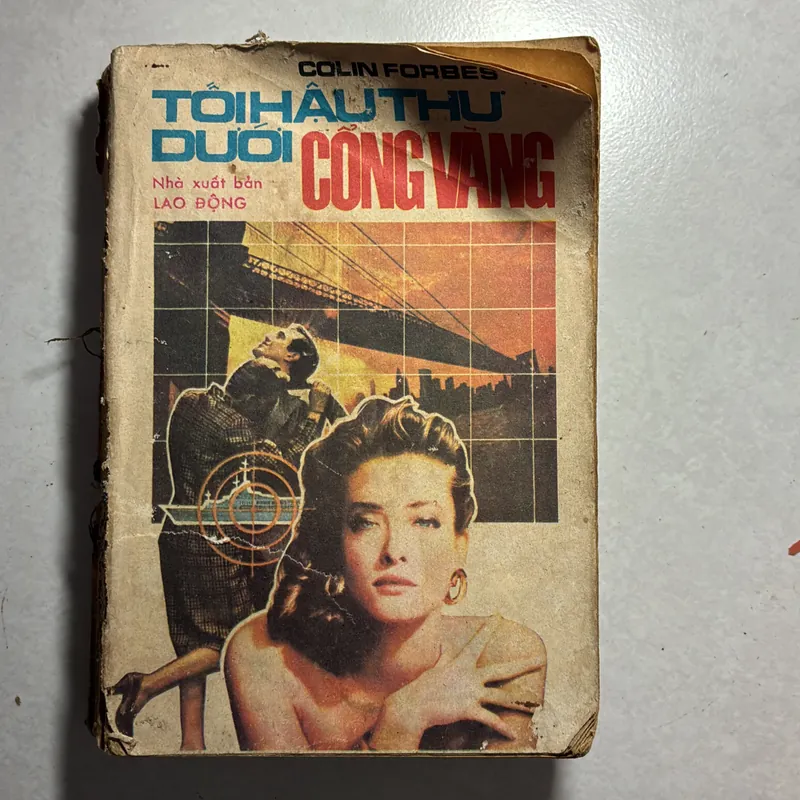 COLIN FORBES
TỐI HẬU THƯ
DƯỚI CỔNG VÀNG
Nhà xuất bản
LAO ĐỘNG